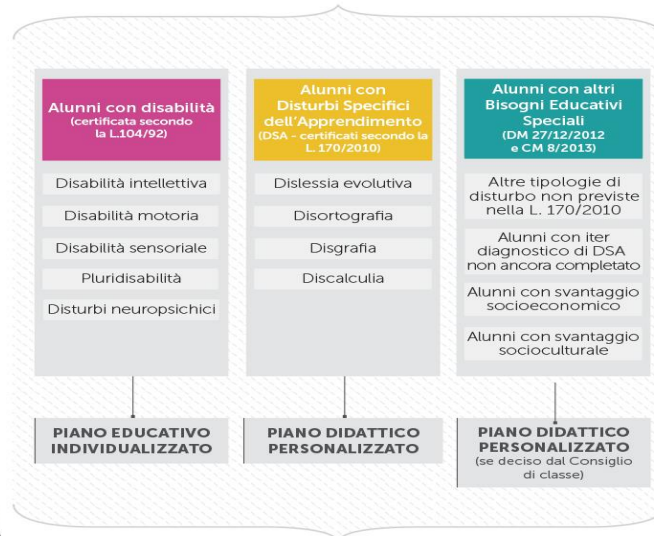 Alunni con disabilità
(certificata secondo
la L.104/92)
Disabilità intellettiva
Disabilità motoria
Disabilità sensoriale
Pluridisabilità
Disturbi neuropsichici
PIANO EDUCATIVO
INDIVIDUALIZZATO
Alunni con
Disturbi Specifici
dell'Apprendimento
(DSA - certificati secondo la
L. 170/2010)
Dislessia evolutiva
Disortografia
Disgrafia
Discalculia
PIANO DIDATTICO
PERSONALIZZATO
Alunni con altri
Bisogni Educativi
Speciali
(DM 27/12/2012
e CM 8/2013)
Altre tipologie di
disturbo non previste
nella L. 170/2010
Alunni con iter
diagnostico di DSA
non ancora completato
Alunni con svantaggio
socioeconomico
Alunni con svantaggio
socioculturale
PIANO DIDATTICO
PERSONALIZZATO
(se deciso dal Consiglio
di classe)